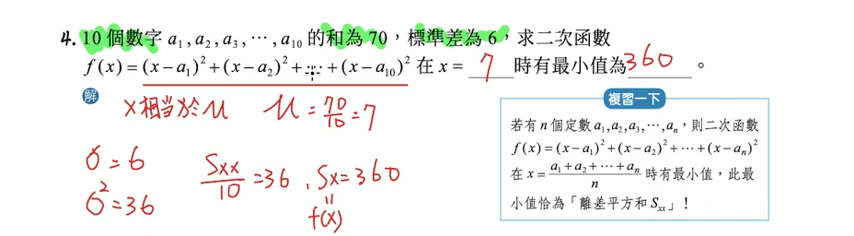 4. 10 個數字 a₁, a₂, a₃, ⋯, a₁₀ 的和為 70，標準差為 6，求二次函數
f(x) = (x−a₁)² + (x−a₂)² + ⋯ + (x−a₁₀)² 在 x = 7 時有最小值為 360 。
解
x相當於μ μ = 70/10 = 7
σ = 6
σ² = 36
Sxx/10 = 36 、Sx = 360
=
f(x)
複習一下
若有 n 個定數 a₁, a₂, a₃, ⋯, aₙ，則二次函數
f(x) = (x−a₁)² + (x−a₂)² + ⋯ + (x−aₙ)²
在 x = (a₁+a₂+⋯+aₙ)/n 時有最小值，此最
小值恰為「離差平方和 Sₓₓ」！